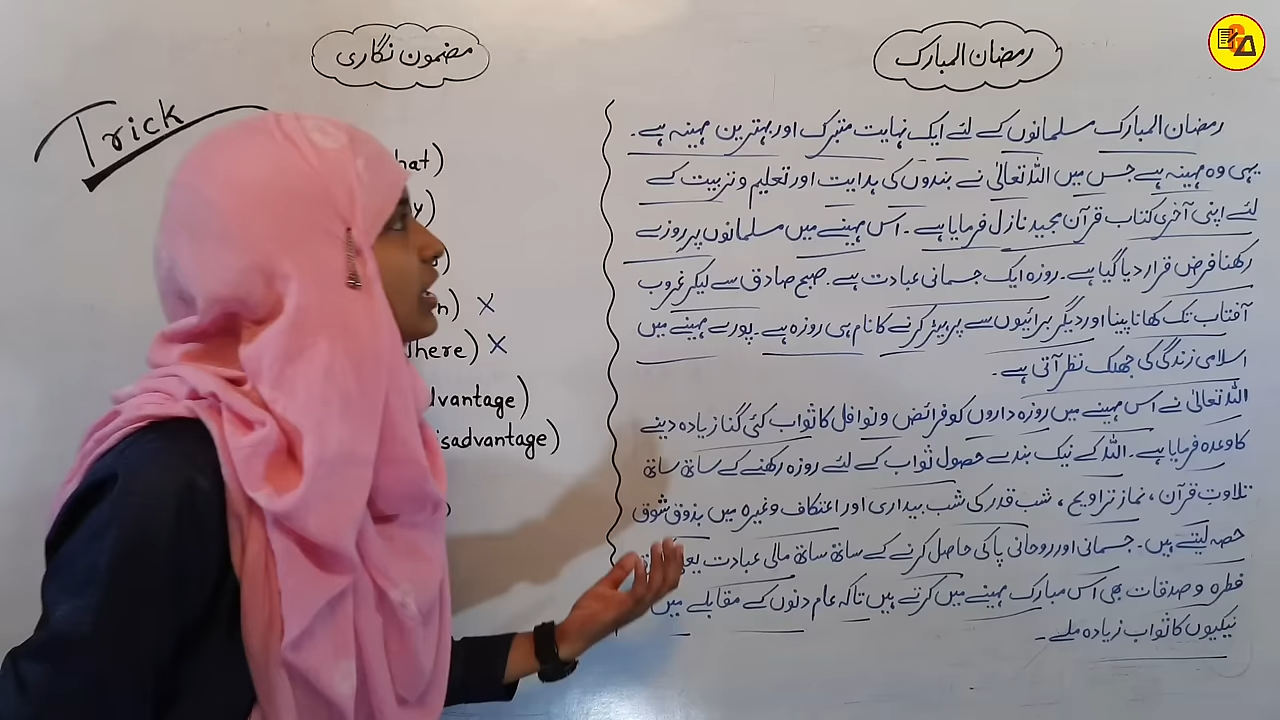 مضمون نگاری
Trick
hat)
y)
)
n) ×
here) ×
dvantage)
isadvantage)
)
رمضان المبارک
رمضان المبارک مسلمانوں کے لئے ایک نہایت متبرک اور بہترین مہینہ ہے۔
یہی وہ مہینہ ہے جس میں اللہ تعالیٰ نے بندوں کی ہدایت اور تعلیم و تربیت کے
لئے اپنی آخری کتاب قرآن مجید نازل فرمایا ہے۔ اس مہینے میں مسلمانوں پر روزے
رکھنا فرض قرار دیا گیا ہے۔ روزہ ایک جسمانی عبادت ہے۔ صبح صادق سے لیکر غروب
آفتاب تک کھانا پینا اور دیگر برائیوں سے پرہیز کرنے کا نام ہی روزہ ہے۔ پورے مہینے میں
اسلامی زندگی کی جھلک نظر آتی ہے۔
اللہ تعالیٰ نے اس مہینے میں روزہ داروں کو فرائض و نوافل کا ثواب کئی گنا زیادہ دینے
کا وعدہ فرمایا ہے۔ اللہ کے نیک بندے حصول ثواب کے لئے روزہ رکھنے کے ساتھ ساتھ
تلاوتِ قرآن، نماز تراویح، شب قدر کی شب بیداری اور اعتکاف وغیرہ میں بذوق شوق
حصہ لیتے ہیں۔ جسمانی اور روحانی پاکی حاصل کرنے کے ساتھ ساتھ مالی عبادت
فطرہ و صدقات بھی اس مبارک مہینے میں کرتے ہیں تاکہ عام دنوں کے مقابلے میں
نیکیوں کا ثواب زیادہ ملے۔